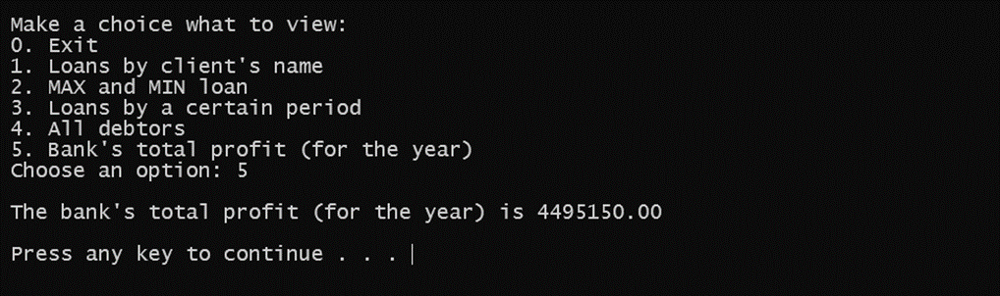 Make a choice what to view:
0. Exit
1. Loans by client's name
2. MAX and MIN loan
3. Loans by a certain period
4. All debtors
5. Bank's total profit (for the year)
Choose an option: 5
The bank's total profit (for the year) is 4495150.00
Press any key to continue . . .